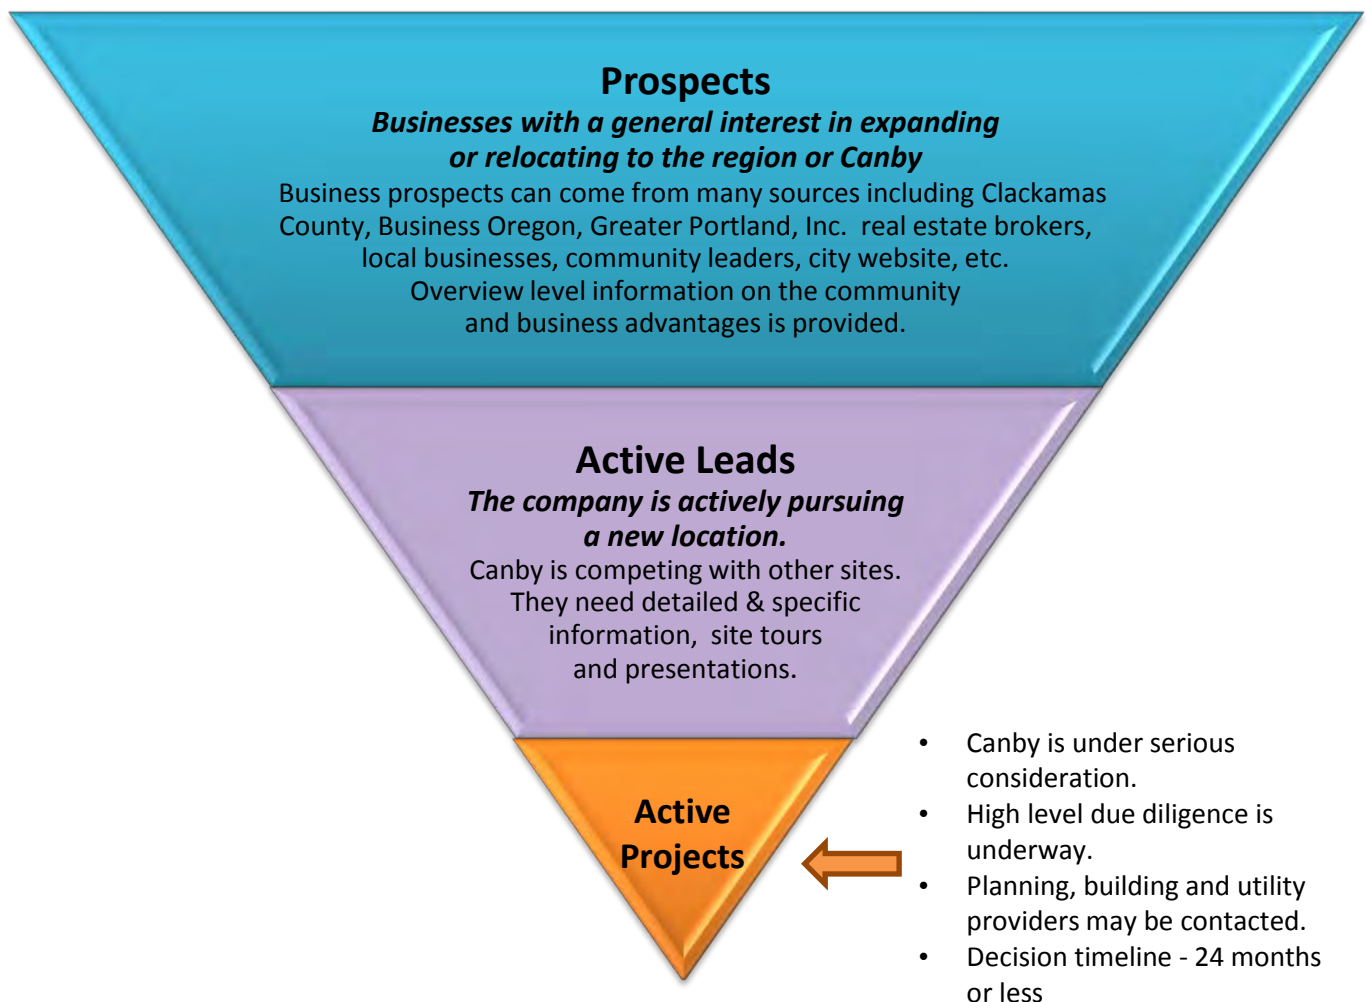 Prospects
Businesses with a general interest in expanding
or relocating to the region or Canby
Business prospects can come from many sources including Clackamas
County, Business Oregon, Greater Portland, Inc.  real estate brokers,
local businesses, community leaders, city website, etc.
Overview level information on the community
and business advantages is provided.
Active Leads
The company is actively pursuing
a new location.
Canby is competing with other sites.
They need detailed & specific
information,  site tours
and presentations.
Active
Projects
• Canby is under serious
consideration.
• High level due diligence is
underway.
• Planning, building and utility
providers may be contacted.
• Decision timeline - 24 months
or less